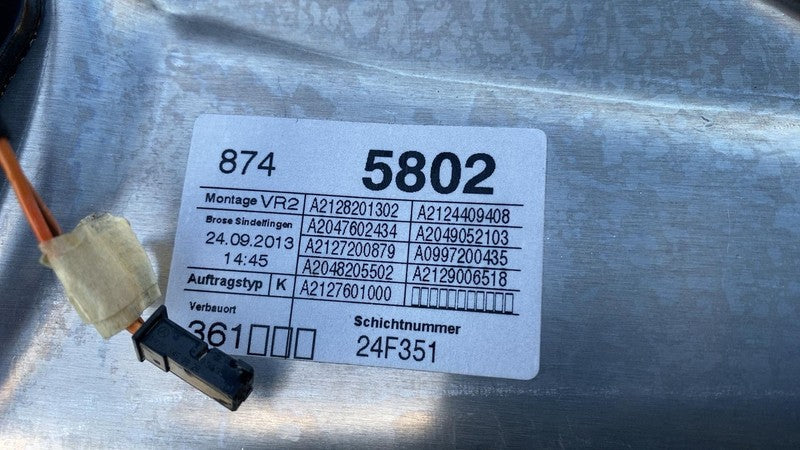 874 5802
Montage VR2 A2128201302 A2124409408
Brose Sindelfingen A2047602434 A2049052103
24.09.2013 A2127200879 A0997200435
14:45 A2048205502 A2129006518
Auftragstyp K A2127601000 □□□□□□□□□□
Verbauort Schichtnummer
361□□□ 24F351